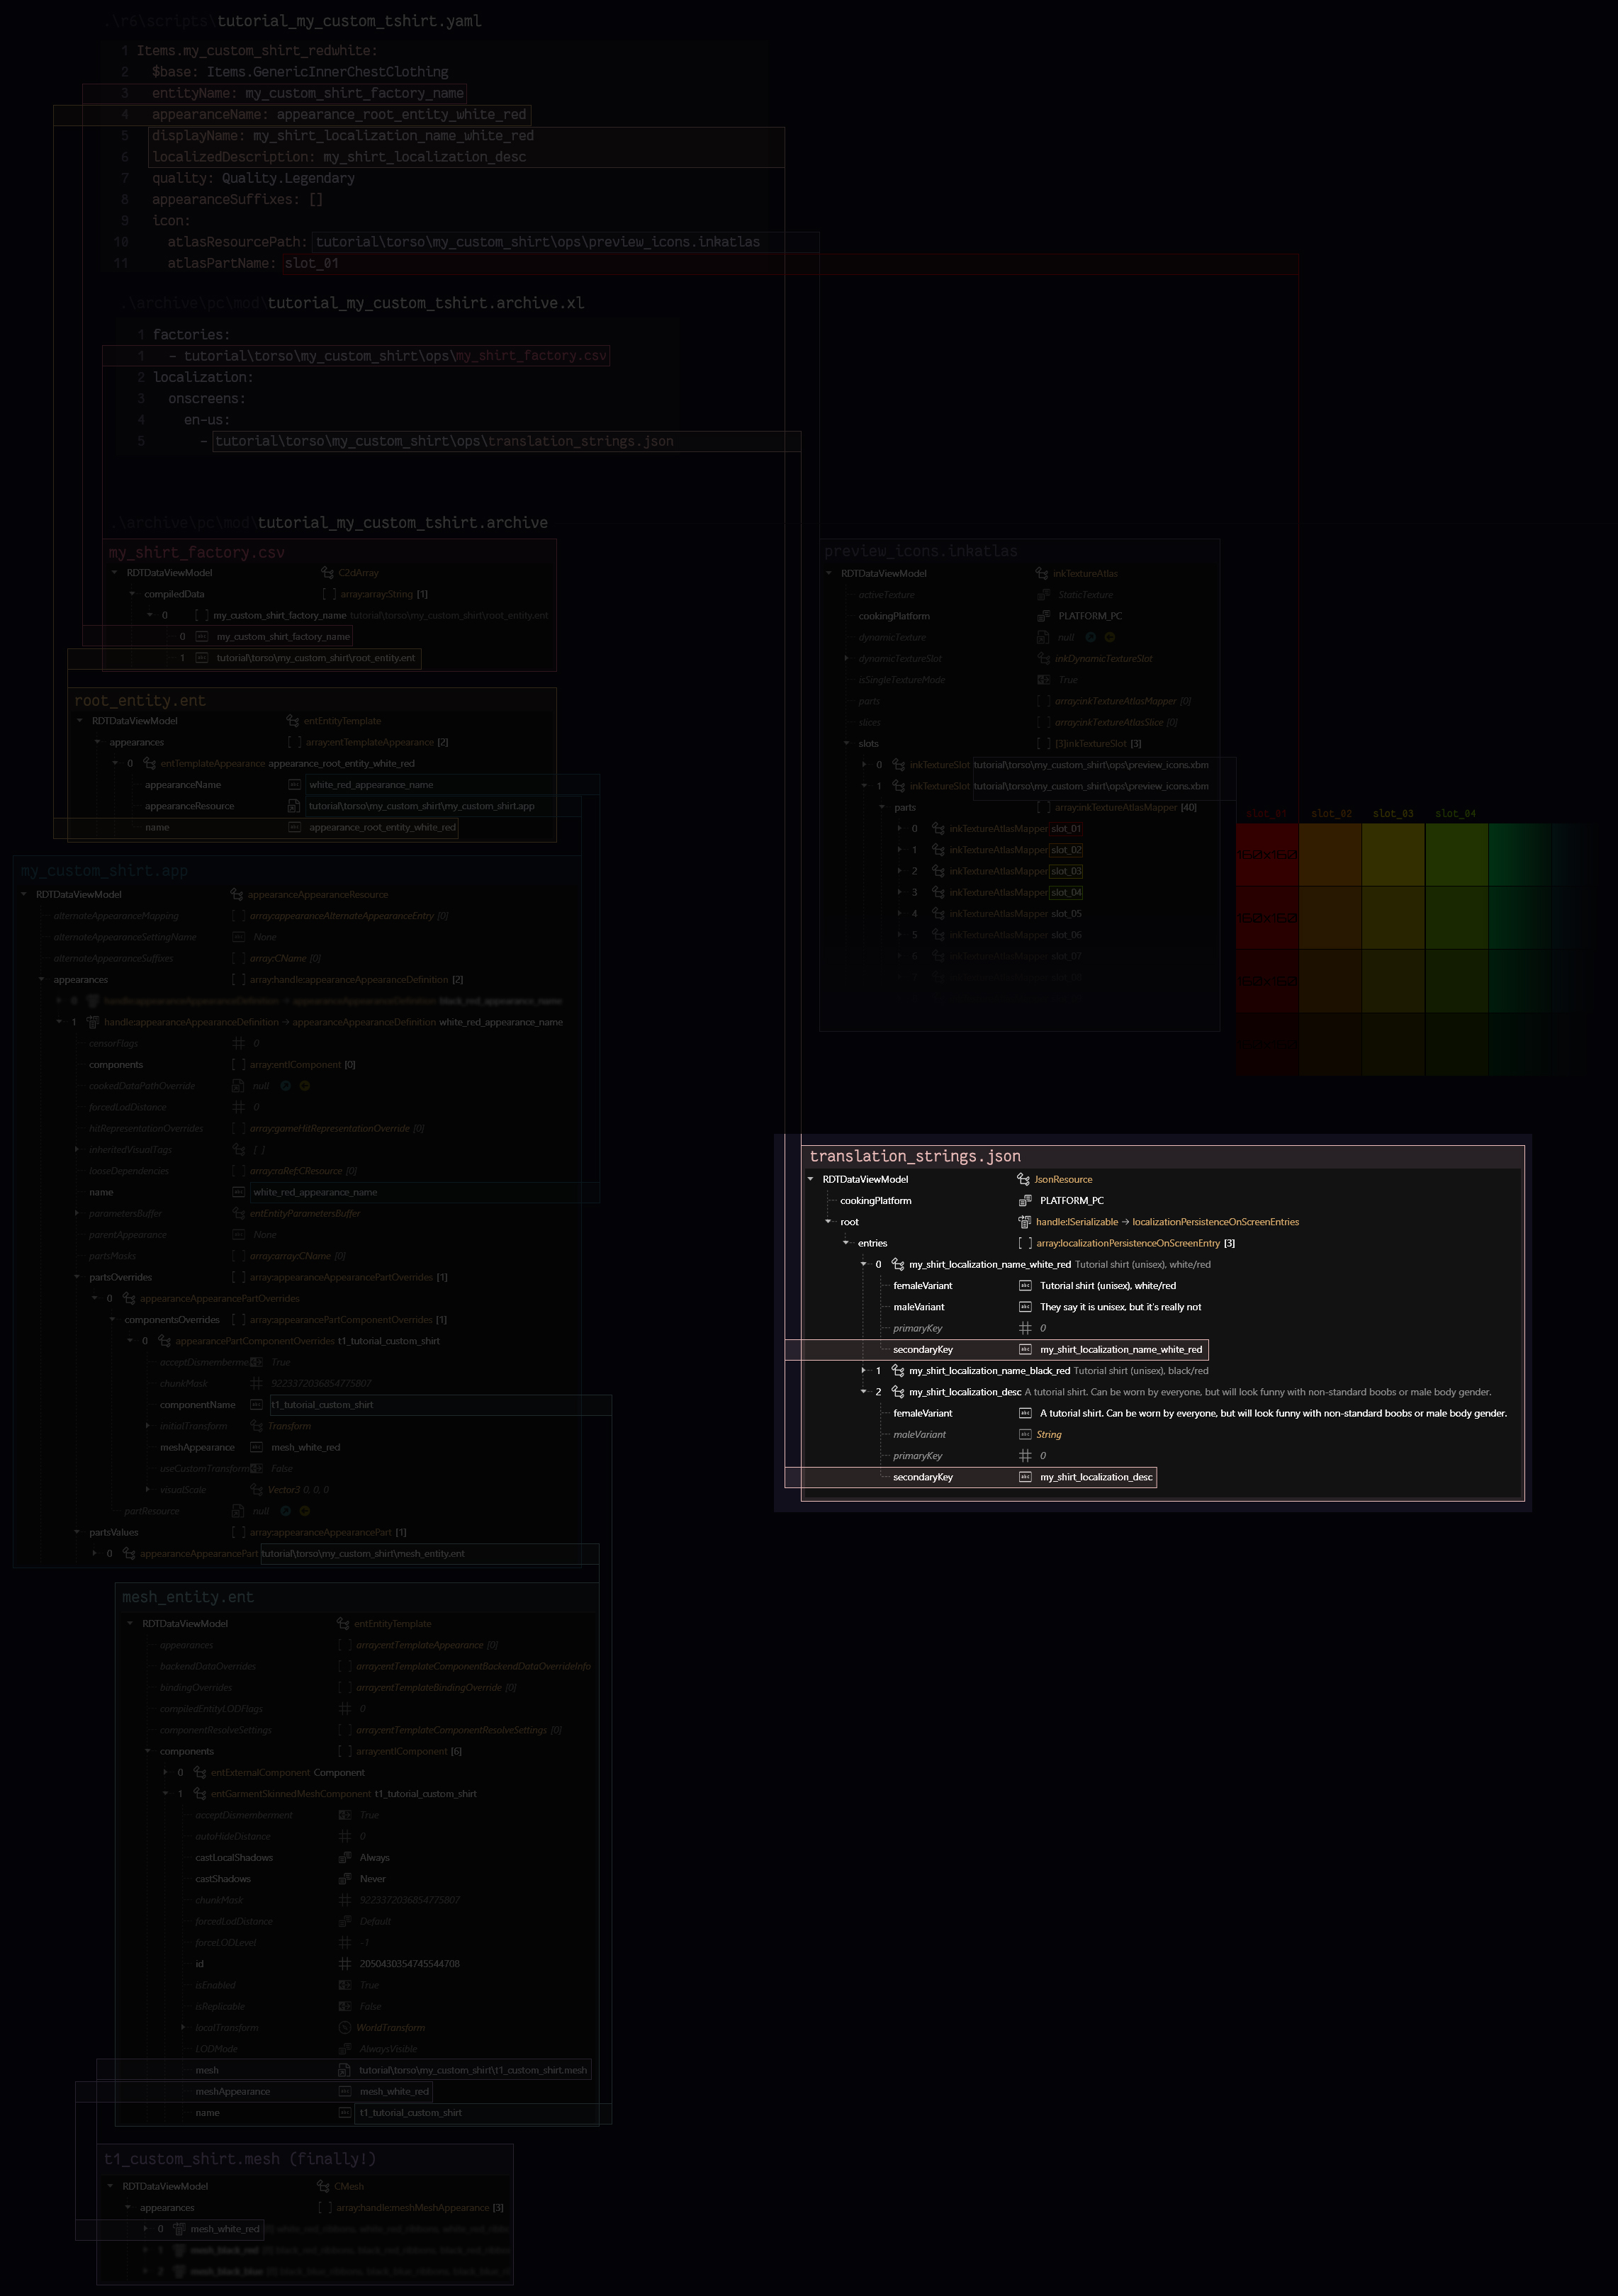 .\r6\scripts\tutorial_my_custom_tshirt.yaml
1 Items.my_custom_shirt_redwhite:
2 $base: Items.GenericInnerChestClothing
3 entityName: my_custom_shirt_factory_name
4 appearanceName: appearance_root_entity_white_red
5 displayName: my_shirt_localization_name_white_red
6 localizedDescription: my_shirt_localization_desc
7 quality: Quality.Legendary
8 appearanceSuffixes: []
9 icon:
10 atlasResourcePath: tutorial\torso\my_custom_shirt\ops\preview_icons.inkatlas
11 atlasPartName: slot_01
.\archive\pc\mod\tutorial_my_custom_tshirt.archive.xl
1 factories:
1 - tutorial\torso\my_custom_shirt\ops\my_shirt_factory.csv
2 localization:
3 onscreens:
4 en-us:
5 - tutorial\torso\my_custom_shirt\ops\translation_strings.json
.\archive\pc\mod\tutorial_my_custom_tshirt.archive
my_shirt_factory.csv
RDTDataViewModel C2dArray
compiledData array:array:String [1]
0 my_custom_shirt_factory_name tutorial\torso\my_custom_shirt\root_entity.ent
0 my_custom_shirt_factory_name
1 tutorial\torso\my_custom_shirt\root_entity.ent
root_entity.ent
RDTDataViewModel entEntityTemplate
appearances array:entTemplateAppearance [2]
0 entTemplateAppearance appearance_root_entity_white_red
appearanceName white_red_appearance_name
appearanceResource tutorial\torso\my_custom_shirt\my_custom_shirt.app
name appearance_root_entity_white_red
my_custom_shirt.app
RDTDataViewModel appearanceAppearanceResource
alternateAppearanceMapping array:appearanceAlternateAppearanceEntry [0]
alternateAppearanceSettingName None
alternateAppearanceSuffixes array:CName [0]
appearances array:handle:appearanceAppearanceDefinition [2]
0 handle:appearanceAppearanceDefinition → appearanceAppearanceDefinition black_red_appearance_name
1 handle:appearanceAppearanceDefinition → appearanceAppearanceDefinition white_red_appearance_name
censorFlags 0
components array:entIComponent [0]
cookedDataPathOverride null
forcedLodDistance 0
hitRepresentationOverrides array:gameHitRepresentationOverride [0]
inheritedVisualTags [ ]
looseDependencies array:raRef:CResource [0]
name white_red_appearance_name
parametersBuffer entEntityParametersBuffer
parentAppearance None
partsMasks array:array:CName [0]
partsOverrides array:appearanceAppearancePartOverrides [1]
0 appearanceAppearancePartOverrides
componentsOverrides array:appearancePartComponentOverrides [1]
0 appearancePartComponentOverrides t1_tutorial_custom_shirt
acceptDismemberme True
chunkMask 9223372036854775807
componentName t1_tutorial_custom_shirt
initialTransform Transform
meshAppearance mesh_white_red
useCustomTransform False
visualScale Vector3 0, 0, 0
partResource null
partsValues array:appearanceAppearancePart [1]
0 appearanceAppearancePart tutorial\torso\my_custom_shirt\mesh_entity.ent
mesh_entity.ent
RDTDataViewModel entEntityTemplate
appearances array:entTemplateAppearance [0]
backendDataOverrides array:entTemplateComponentBackendDataOverrideInfo
bindingOverrides array:entTemplateBindingOverride [0]
compiledEntityLODFlags 0
componentResolveSettings array:entTemplateComponentResolveSettings [0]
components array:entIComponent [6]
0 entExternalComponent Component
1 entGarmentSkinnedMeshComponent t1_tutorial_custom_shirt
acceptDismemberment True
autoHideDistance 0
castLocalShadows Always
castShadows Never
chunkMask 9223372036854775807
forcedLodDistance Default
forceLODLevel -1
id 2050430354745544708
isEnabled True
isReplicable False
localTransform WorldTransform
LODMode AlwaysVisible
mesh tutorial\torso\my_custom_shirt\t1_custom_shirt.mesh
meshAppearance mesh_white_red
name t1_tutorial_custom_shirt
t1_custom_shirt.mesh (finally!)
RDTDataViewModel CMesh
appearances array:handle:meshMeshAppearance [3]
0 mesh_white_red
1 mesh_black_red
2 mesh_black_blue
preview_icons.inkatlas
RDTDataViewModel inkTextureAtlas
activeTexture StaticTexture
cookingPlatform PLATFORM_PC
dynamicTexture null
dynamicTextureSlot inkDynamicTextureSlot
isSingleTextureMode True
parts array:inkTextureAtlasMapper [0]
slices array:inkTextureAtlasSlice [0]
slots [3]inkTextureSlot [3]
0 inkTextureSlot tutorial\torso\my_custom_shirt\ops\preview_icons.xbm
1 inkTextureSlot tutorial\torso\my_custom_shirt\ops\preview_icons.xbm
parts array:inkTextureAtlasMapper [40]
0 inkTextureAtlasMapper slot_01
1 inkTextureAtlasMapper slot_02
2 inkTextureAtlasMapper slot_03
3 inkTextureAtlasMapper slot_04
4 inkTextureAtlasMapper slot_05
5 inkTextureAtlasMapper slot_06
6 inkTextureAtlasMapper slot_07
slot_01 slot_02 slot_03 slot_04
160x160
160x160
160x160
translation_strings.json
RDTDataViewModel JsonResource
cookingPlatform PLATFORM_PC
root handle:ISerializable → localizationPersistenceOnScreenEntries
entries array:localizationPersistenceOnScreenEntry [3]
0 my_shirt_localization_name_white_red Tutorial shirt (unisex), white/red
femaleVariant Tutorial shirt (unisex), white/red
maleVariant They say it is unisex, but it's really not
primaryKey 0
secondaryKey my_shirt_localization_name_white_red
1 my_shirt_localization_name_black_red Tutorial shirt (unisex), black/red
2 my_shirt_localization_desc A tutorial shirt. Can be worn by everyone, but will look funny with non-standard boobs or male body gender.
femaleVariant A tutorial shirt. Can be worn by everyone, but will look funny with non-standard boobs or male body gender.
maleVariant String
primaryKey 0
secondaryKey my_shirt_localization_desc